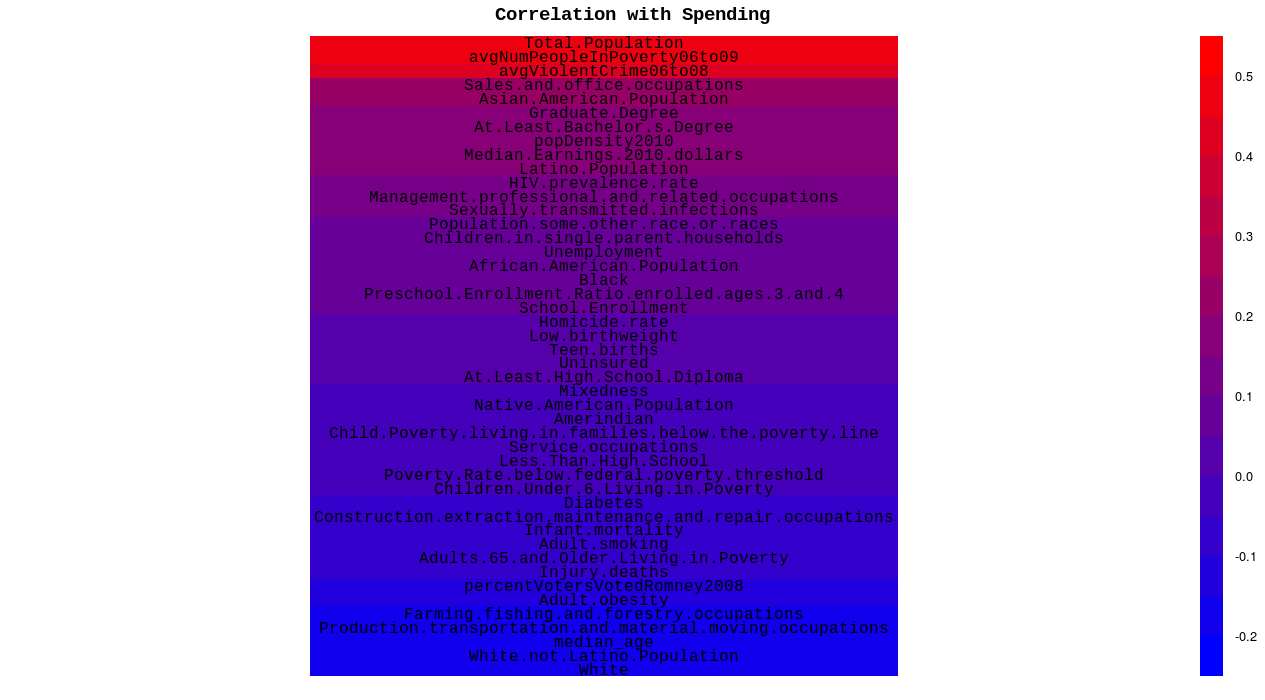 Correlation with Spending
Total.Population
avgNumPeopleInPoverty06to09
avgViolentCrime06to08
Sales.and.office.occupations
Asian.American.Population
Graduate.Degree
At.Least.Bachelor.s.Degree
popDensity2010
Median.Earnings.2010.dollars
Latino.Population
HIV.prevalence.rate
Management.professional.and.related.occupations
Sexually.transmitted.infections
Population.some.other.race.or.races
Children.in.single.parent.households
Unemployment
African.American.Population
Black
Preschool.Enrollment.Ratio.enrolled.ages.3.and.4
School.Enrollment
Homicide.rate
Low.birthweight
Teen.births
Uninsured
At.Least.High.School.Diploma
Mixedness
Native.American.Population
Amerindian
Child.Poverty.living.in.families.below.the.poverty.line
Service.occupations
Less.Than.High.School
Poverty.Rate.below.federal.poverty.threshold
Children.Under.6.Living.in.Poverty
Diabetes
Construction.extraction.maintenance.and.repair.occupations
Infant.mortality
Adult.smoking
Adults.65.and.Older.Living.in.Poverty
Injury.deaths
percentVotersVotedRomney2008
Adult.obesity
Farming.fishing.and.forestry.occupations
Production.transportation.and.material.moving.occupations
median_age
White.not.Latino.Population
White
0.5
0.4
0.3
0.2
0.1
0.0
-0.1
-0.2